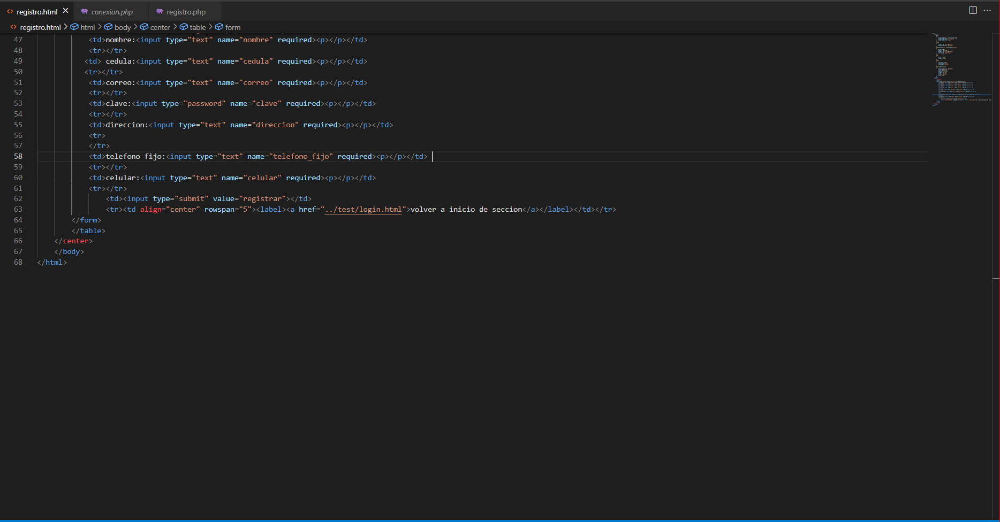 registro.html
conexion.php
registro.php
registro.html > html > body > center > table > form
47 <td>nombre:<input type="text" name="nombre" required><p></p></td>
48 <tr></tr>
49 <td> cedula:<input type="text" name="cedula" required><p></p></td>
50 <tr></tr>
51 <td>correo:<input type="text" name="correo" required><p></p></td>
52 <tr></tr>
53 <td>clave:<input type="password" name="clave" required><p></p></td>
54 <tr></tr>
55 <td>direccion:<input type="text" name="direccion" required><p></p></td>
56 <tr>
57 </tr>
58 <td>telefono fijo:<input type="text" name="telefono_fijo" required><p></p></td>
59 <tr></tr>
60 <td>celular:<input type="text" name="celular" required><p></p></td>
61 <tr></tr>
62 <td><input type="submit" value="registrar"></td>
63 <tr><td align="center" rowspan="5"><label><a href="../test/login.html">volver a inicio de seccion</a></label></td></tr>
64 </form>
65 </table>
66 </center>
67 </body>
68 </html>